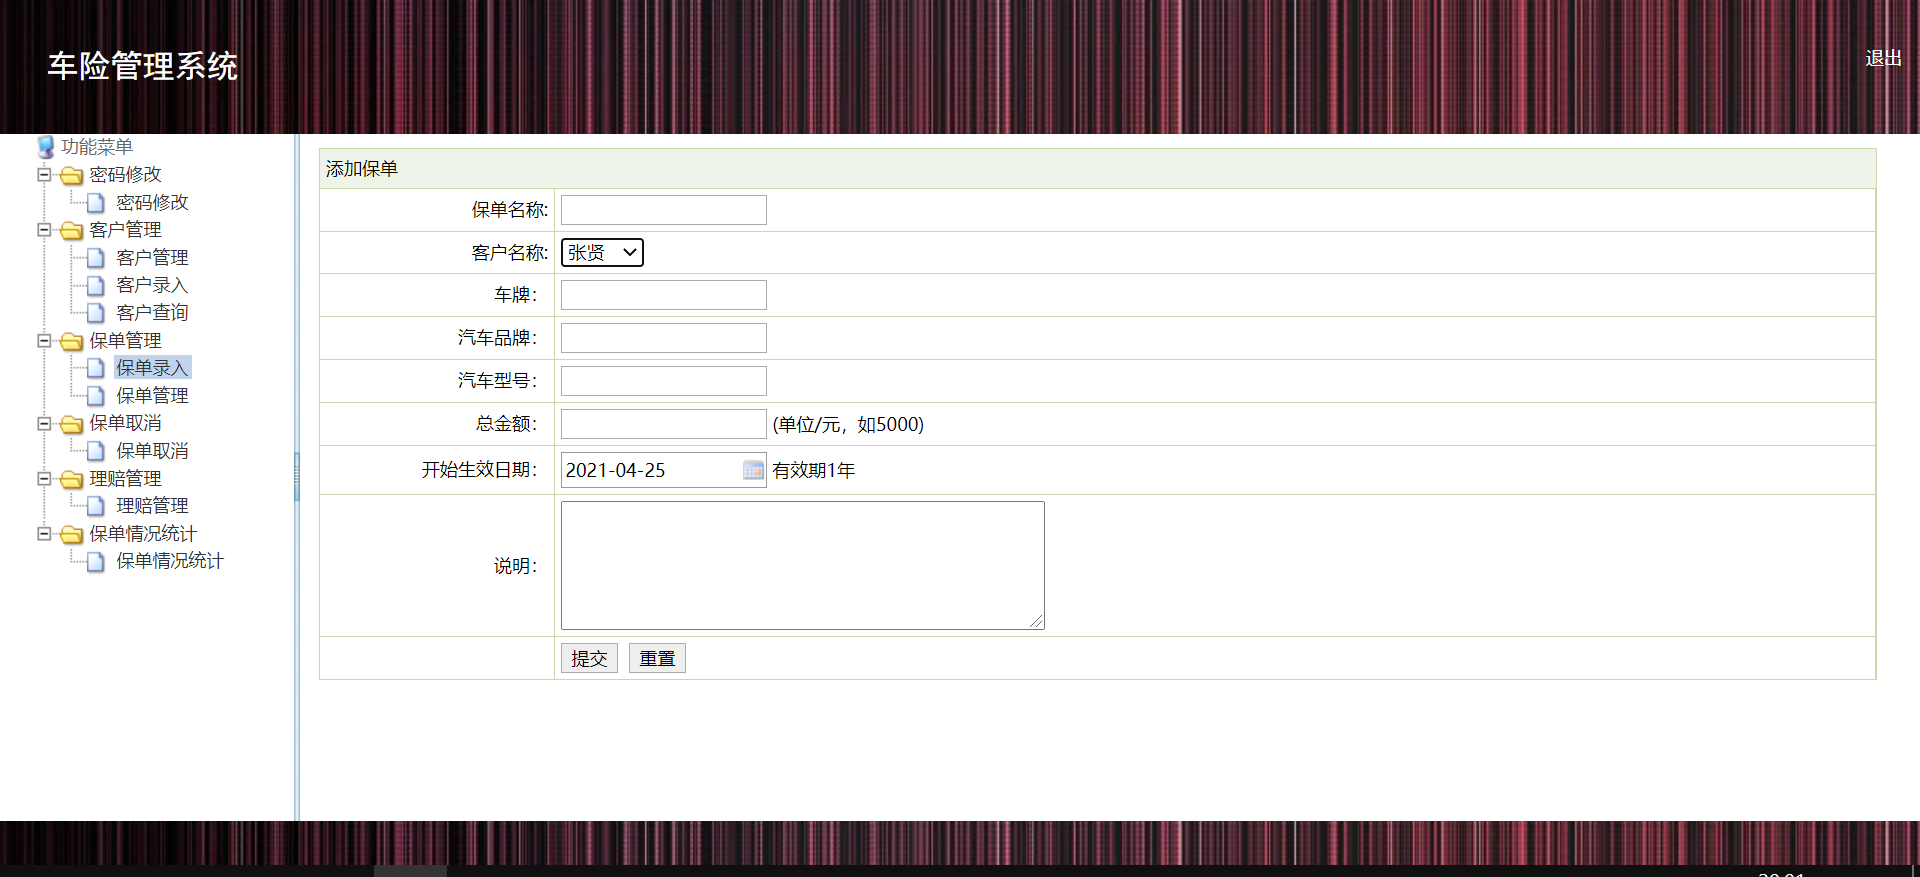 车险管理系统
退出
功能菜单
密码修改
密码修改
客户管理
客户管理
客户录入
客户查询
保单管理
保单录入
保单管理
保单取消
保单取消
理赔管理
理赔管理
保单情况统计
保单情况统计
添加保单
保单名称:
客户名称: 张贤
车牌：
汽车品牌：
汽车型号：
总金额： (单位/元，如5000)
开始生效日期： 2021-04-25 有效期1年
说明：
提交 重置